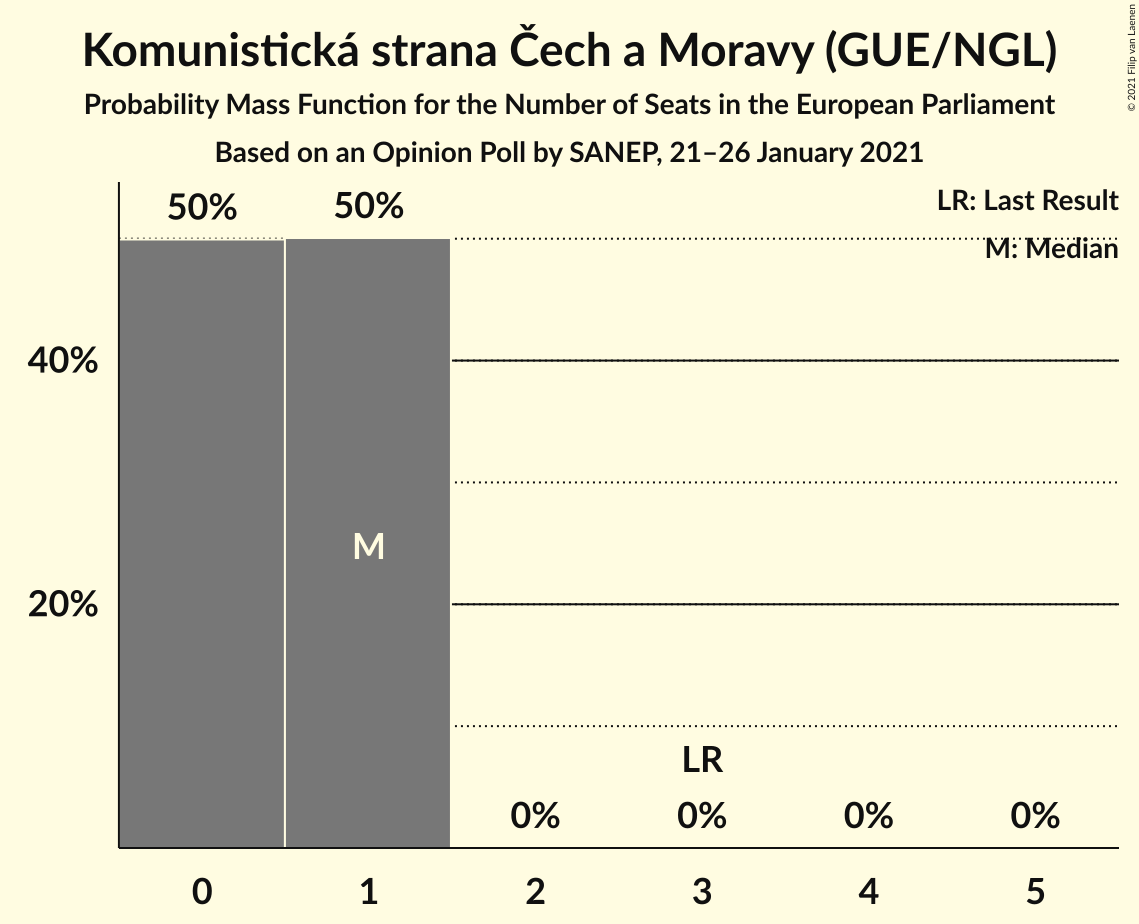 Komunistická strana Čech a Moravy (GUE/NGL)
Probability Mass Function for the Number of Seats in the European Parliament
Based on an Opinion Poll by SANEP, 21–26 January 2021
© 2021 Filip van Laenen
LR: Last Result
M: Median
50%
50%
40%
20%
M
LR
0%
0%
0%
0%
0
1
2
3
4
5